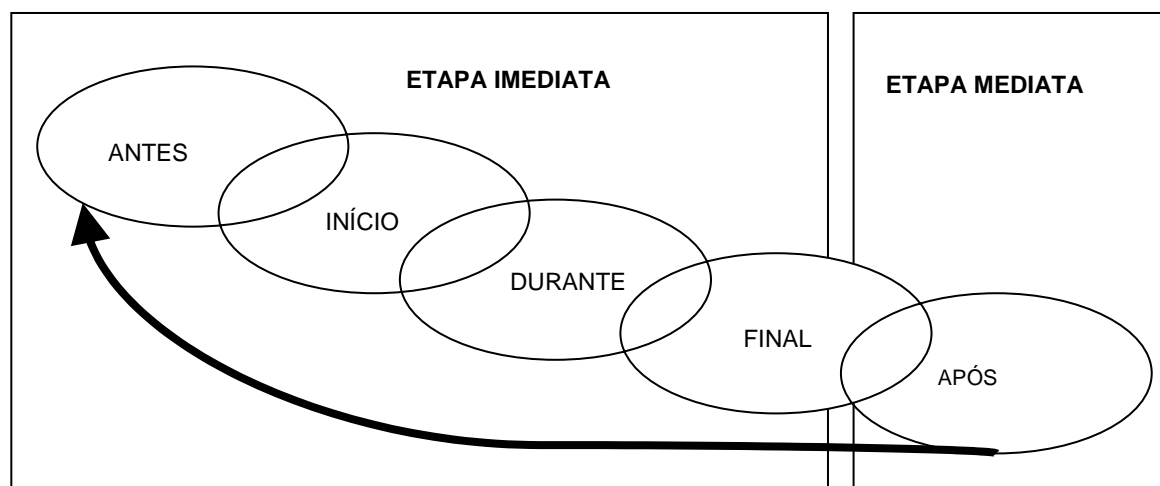 ETAPA IMEDIATA
ETAPA MEDIATA
ANTES
INÍCIO
DURANTE
FINAL
APÓS